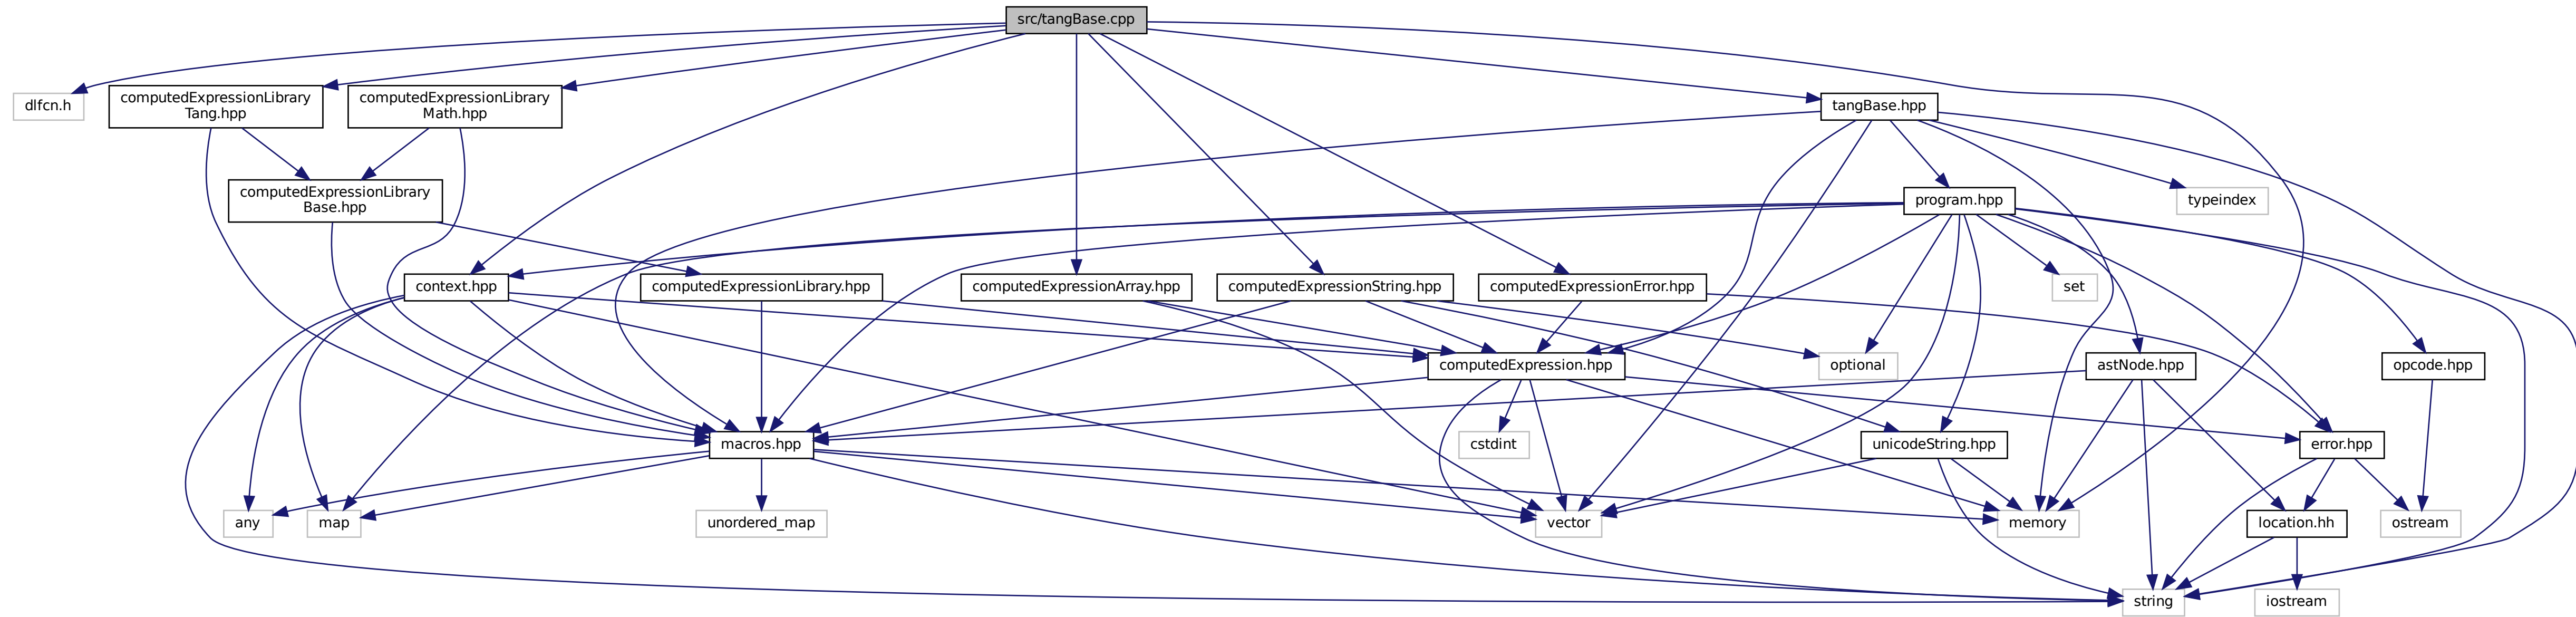 src/tangBase.cpp
dlfcn.h
computedExpressionLibrary
Tang.hpp
computedExpressionLibrary
Math.hpp
tangBase.hpp
computedExpressionLibrary
Base.hpp
program.hpp
typeindex
context.hpp
computedExpressionLibrary.hpp
computedExpressionArray.hpp
computedExpressionString.hpp
computedExpressionError.hpp
set
computedExpression.hpp
optional
astNode.hpp
opcode.hpp
macros.hpp
cstdint
unicodeString.hpp
error.hpp
any
map
unordered_map
vector
memory
location.hh
ostream
string
iostream